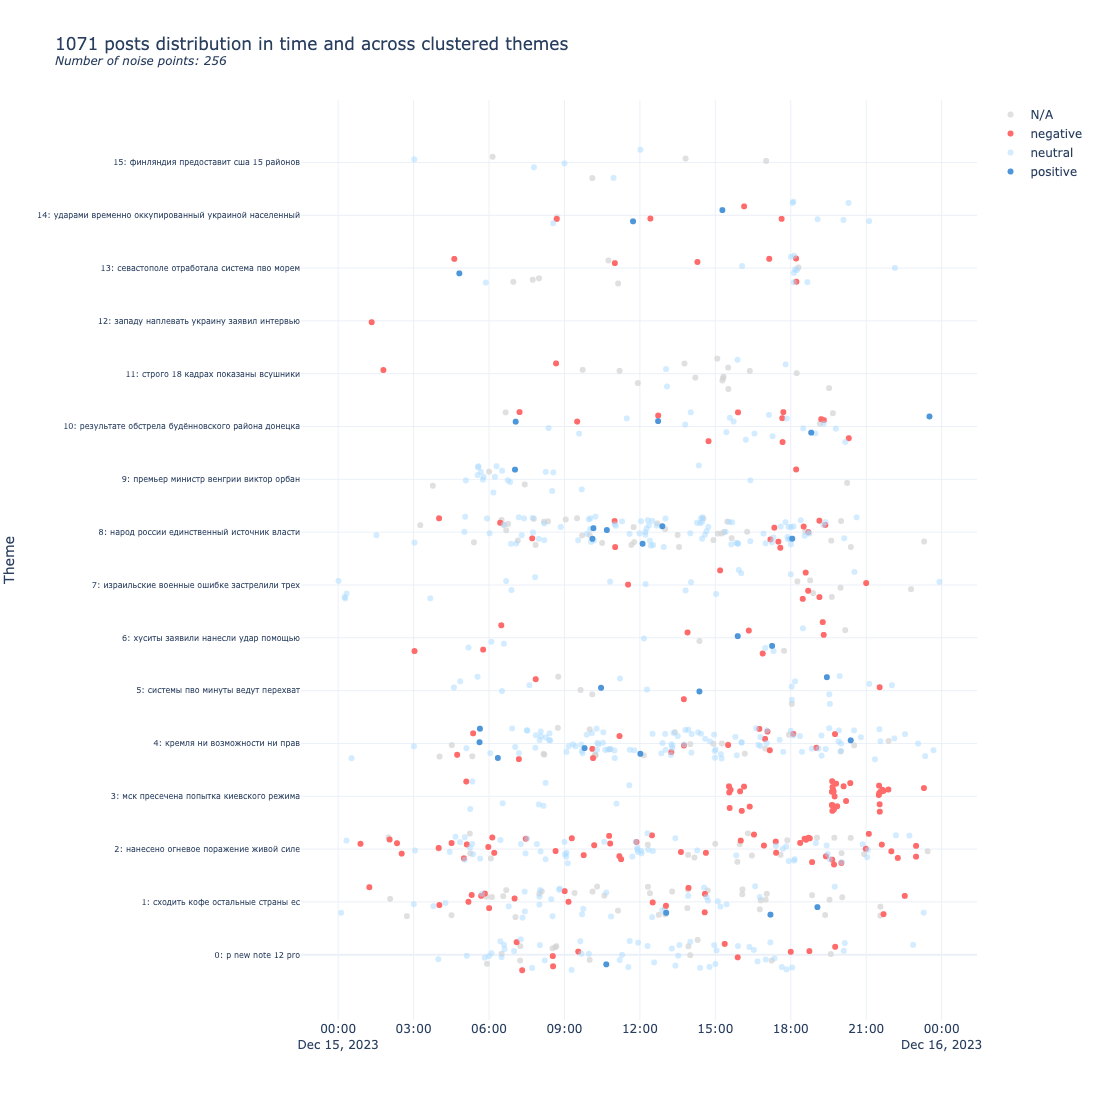 1071 posts distribution in time and across clustered themes
Number of noise points: 256
N/A
negative
neutral
positive
Theme
15: финляндия предоставит сша 15 районов
14: ударами временно оккупированный украиной населенный
13: севастополе отработала система пво морем
12: западу наплевать украину заявил интервью
11: строго 18 кадрах показаны всушники
10: результате обстрела будённовского района донецка
9: премьер министр венгрии виктор орбан
8: народ россии единственный источник власти
7: израильские военные ошибке застрелили трех
6: хуситы заявили нанесли удар помощью
5: системы пво минуты ведут перехват
4: кремля ни возможности ни прав
3: мск пресечена попытка киевского режима
2: нанесено огневое поражение живой силе
1: сходить кофе остальные страны ес
0: p new note 12 pro
00:00 03:00 06:00 09:00 12:00 15:00 18:00 21:00 00:00
Dec 15, 2023 Dec 16, 2023